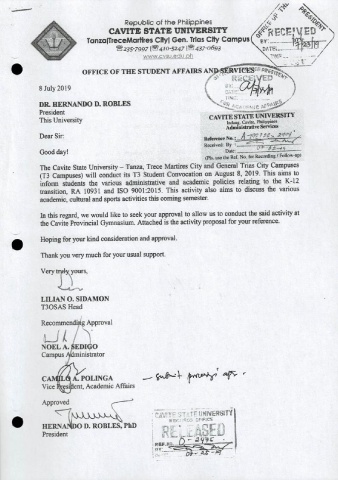 Republic of the Philippines
CAVITE STATE UNIVERSITY
Tanza|Trece Martires City| Gen. Trias City Campus
☎235-7997 |☎410-5247 |☎437-0693
www.cvsu.edu.ph
OFFICE OF THE PRESIDENT
RECEIVED
BY:
DATE:
TIME:
OFFICE OF THE STUDENT AFFAIRS AND SERVICES
RECEIVED
FOR ACADEMIC AFFAIRS
8 July 2019
DR. HERNANDO D. ROBLES
President
This University
CAVITE STATE UNIVERSITY
Indang, Cavite, Philippines
Administrative Services
Reference No.:
Received By :
Date :
(Pls. use the Ref. No. for Recording / Follow-up)
Dear Sir:
Good day!
The Cavite State University – Tanza, Trece Martires City and General Trias City Campuses
(T3 Campuses) will conduct its T3 Student Convocation on August 8, 2019. This aims to
inform students the various administrative and academic policies relating to the K-12
transition, RA 10931 and ISO 9001:2015. This activity also aims to discuss the various
academic, cultural and sports activities this coming semester.
In this regard, we would like to seek your approval to allow us to conduct the said activity at
the Cavite Provincial Gymnasium. Attached is the activity proposal for your reference.
Hoping for your kind consideration and approval.
Thank you very much for your usual support.
Very truly yours,
LILIAN O. SIDAMON
T3OSAS Head
Recommending Approval
NOEL A. SEDIGO
Campus Administrator
CAMILO A. POLINGA
Vice President, Academic Affairs
– submit
Approved
HERNANDO D. ROBLES, PhD
President
CAVITE STATE UNIVERSITY
RECORDS OFFICE
RELEASED
REF.NO.
BY: